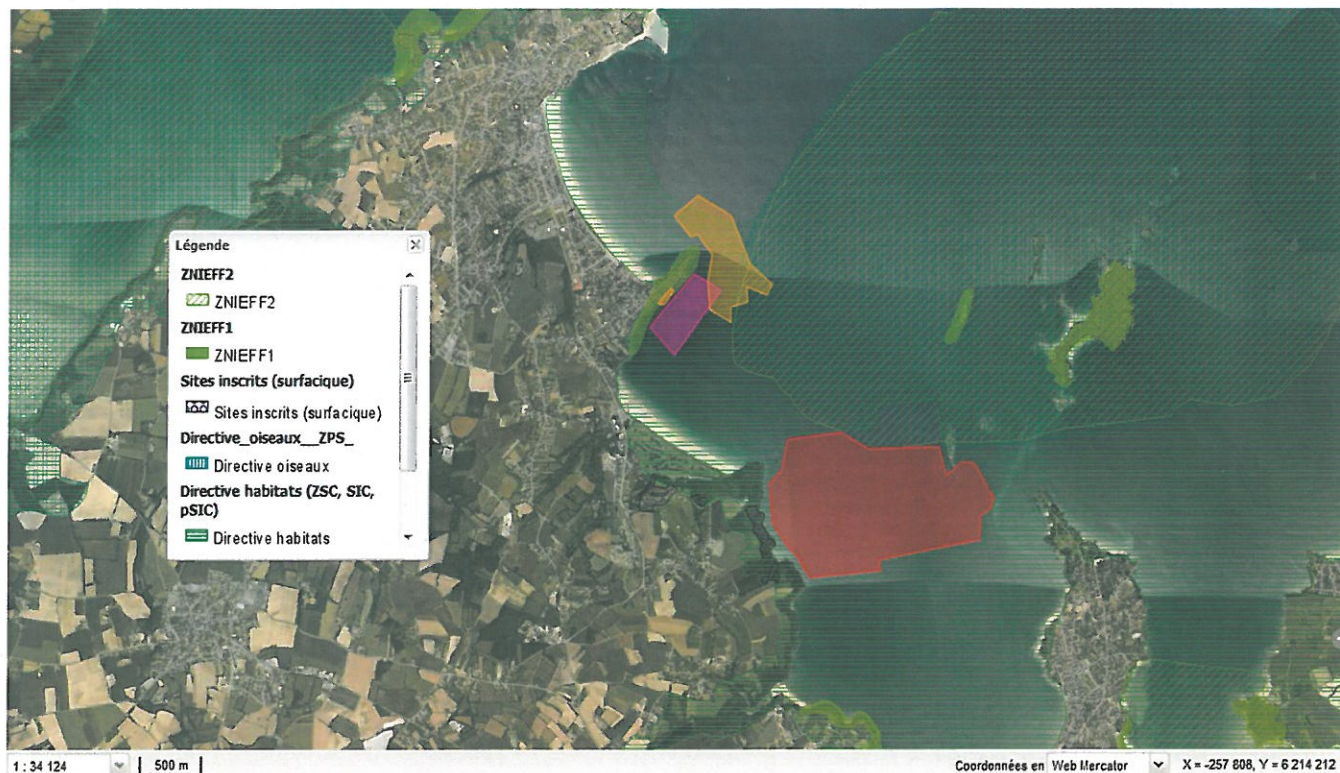 Légende
ZNIEFF2
ZNIEFF2
ZNIEFF1
ZNIEFF1
Sites inscrits (surfacique)
Sites inscrits (surfacique)
Directive_oiseaux__ZPS_
Directive oiseaux
Directive habitats (ZSC, SIC,
pSIC)
Directive habitats
1 : 34 124 500 m Coordonnées en Web Mercator X = -257 808, Y = 6 214 212